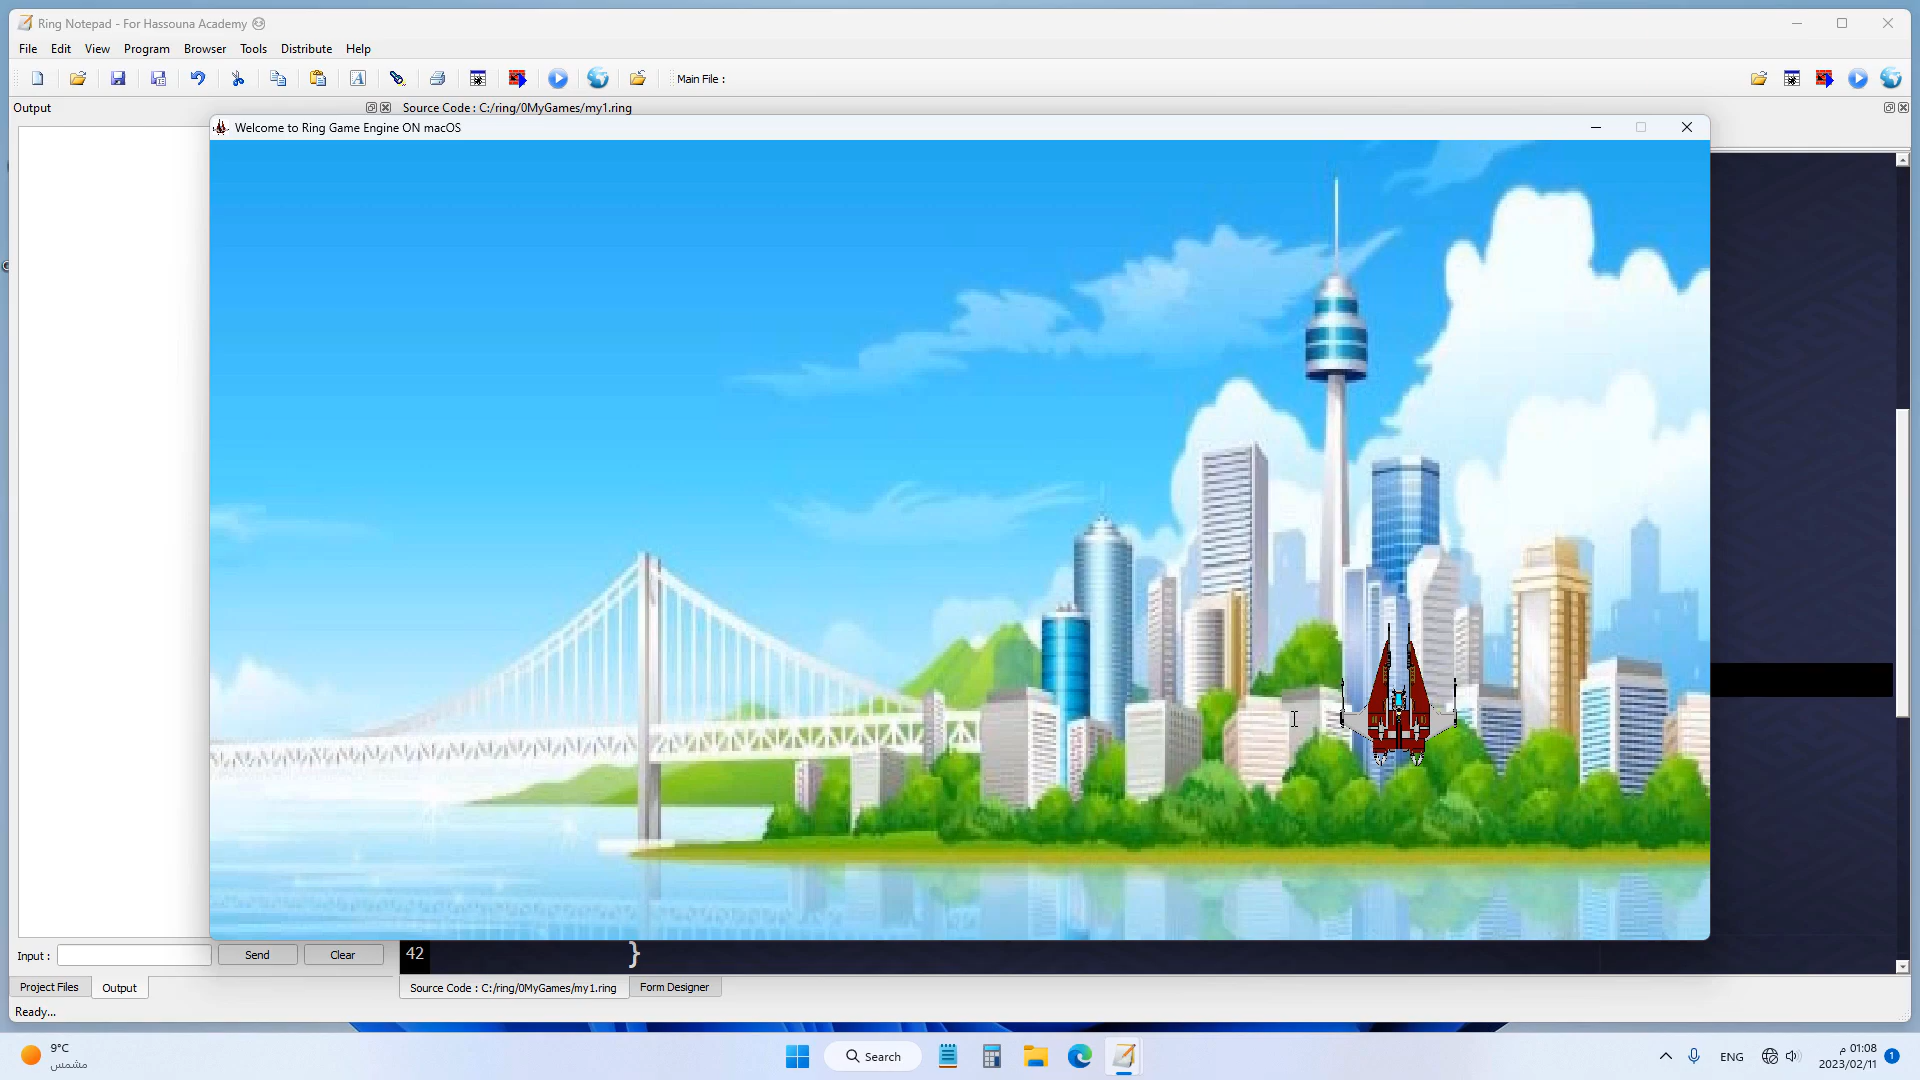 Ring Notepad - For Hassouna Academy
File Edit View Program Browser Tools Distribute Help
Main File :
Output
Source Code : C:/ring/0MyGames/my1.ring
Welcome to Ring Game Engine ON macOS
42 }
Input :
Send
Clear
Project Files
Output
Source Code : C:/ring/0MyGames/my1.ring
Form Designer
Ready...
9°C
مشمس
Search
ENG
01:08 م
2023/02/11
1